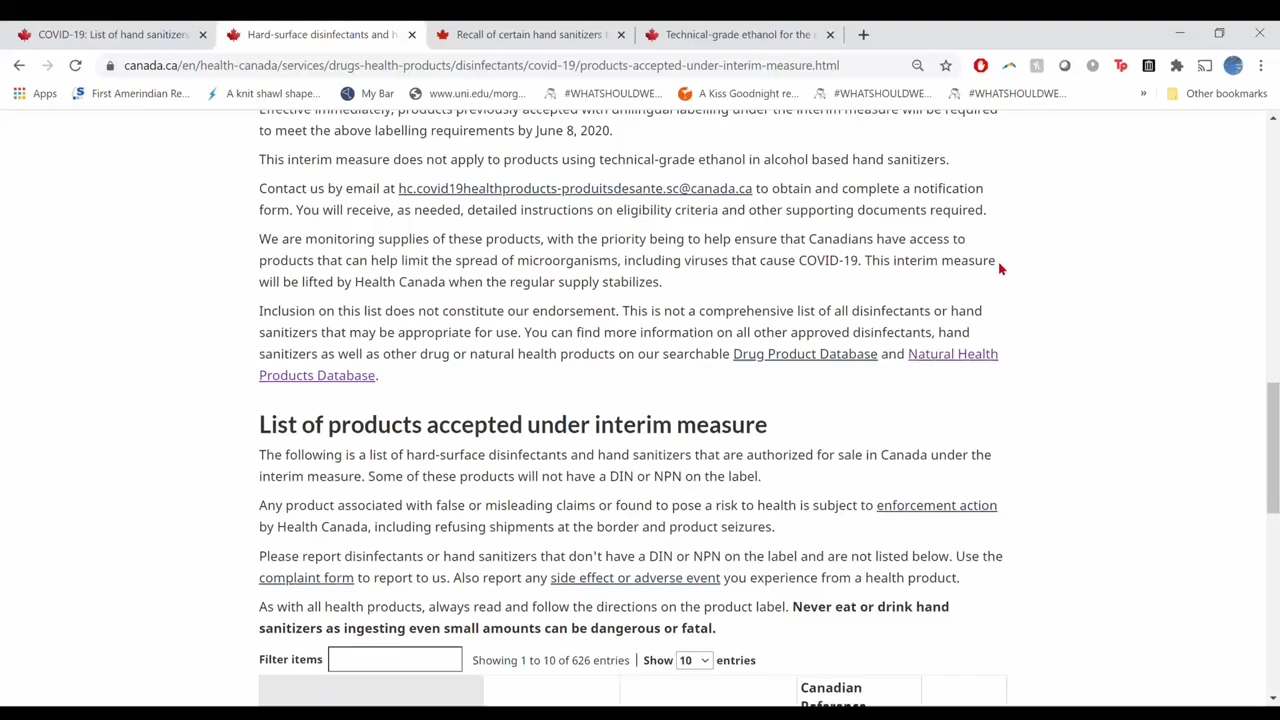 COVID-19: List of hand sanitizers
Hard-surface disinfectants and h
Recall of certain hand sanitizers t
Technical-grade ethanol for the
canada.ca/en/health-canada/services/drugs-health-products/disinfectants/covid-19/products-accepted-under-interim-measure.html
Apps
First Amerindian Re...
A knit shawl shape...
My Bar
www.uni.edu/morg...
#WHATSHOULDWE...
A Kiss Goodnight re...
#WHATSHOULDWE...
#WHATSHOULDWE...
»
Other bookmarks
Effective immediately, products previously accepted with unilingual labelling under the interim measure will be required
to meet the above labelling requirements by June 8, 2020.
This interim measure does not apply to products using technical-grade ethanol in alcohol based hand sanitizers.
Contact us by email at hc.covid19healthproducts-produitsdesante.sc@canada.ca to obtain and complete a notification
form. You will receive, as needed, detailed instructions on eligibility criteria and other supporting documents required.
We are monitoring supplies of these products, with the priority being to help ensure that Canadians have access to
products that can help limit the spread of microorganisms, including viruses that cause COVID-19. This interim measure
will be lifted by Health Canada when the regular supply stabilizes.
Inclusion on this list does not constitute our endorsement. This is not a comprehensive list of all disinfectants or hand
sanitizers that may be appropriate for use. You can find more information on all other approved disinfectants, hand
sanitizers as well as other drug or natural health products on our searchable Drug Product Database and Natural Health
Products Database.
List of products accepted under interim measure
The following is a list of hard-surface disinfectants and hand sanitizers that are authorized for sale in Canada under the
interim measure. Some of these products will not have a DIN or NPN on the label.
Any product associated with false or misleading claims or found to pose a risk to health is subject to enforcement action
by Health Canada, including refusing shipments at the border and product seizures.
Please report disinfectants or hand sanitizers that don't have a DIN or NPN on the label and are not listed below. Use the
complaint form to report to us. Also report any side effect or adverse event you experience from a health product.
As with all health products, always read and follow the directions on the product label. Never eat or drink hand
sanitizers as ingesting even small amounts can be dangerous or fatal.
Filter items Showing 1 to 10 of 626 entries | Show 10 entries
Canadian
Reference